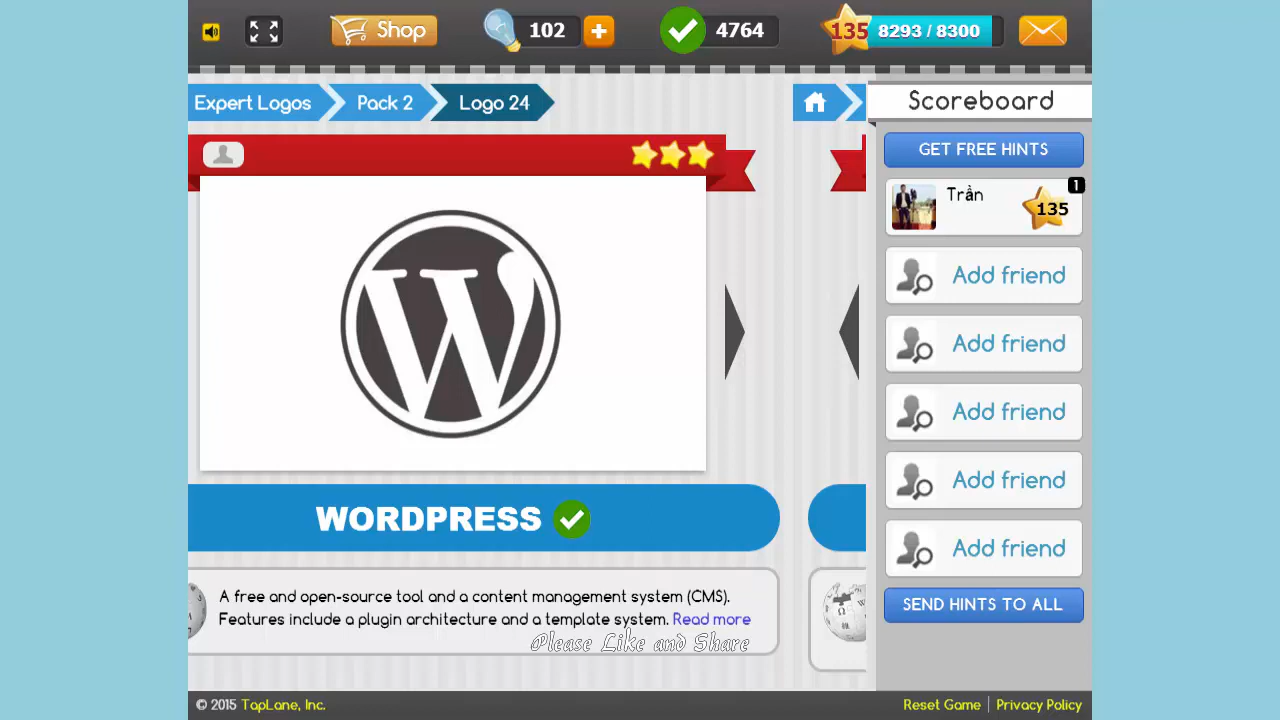 Shop
102
4764
135
8293 / 8300
Expert Logos
Pack 2
Logo 24
W
WORDPRESS
A free and open-source tool and a content management system (CMS).
Features include a plugin architecture and a template system. Read more
Please Like and Share
Scoreboard
GET FREE HINTS
Trần
135
1
Add friend
Add friend
Add friend
Add friend
Add friend
SEND HINTS TO ALL
© 2015 TapLane, Inc.
Reset Game | Privacy Policy